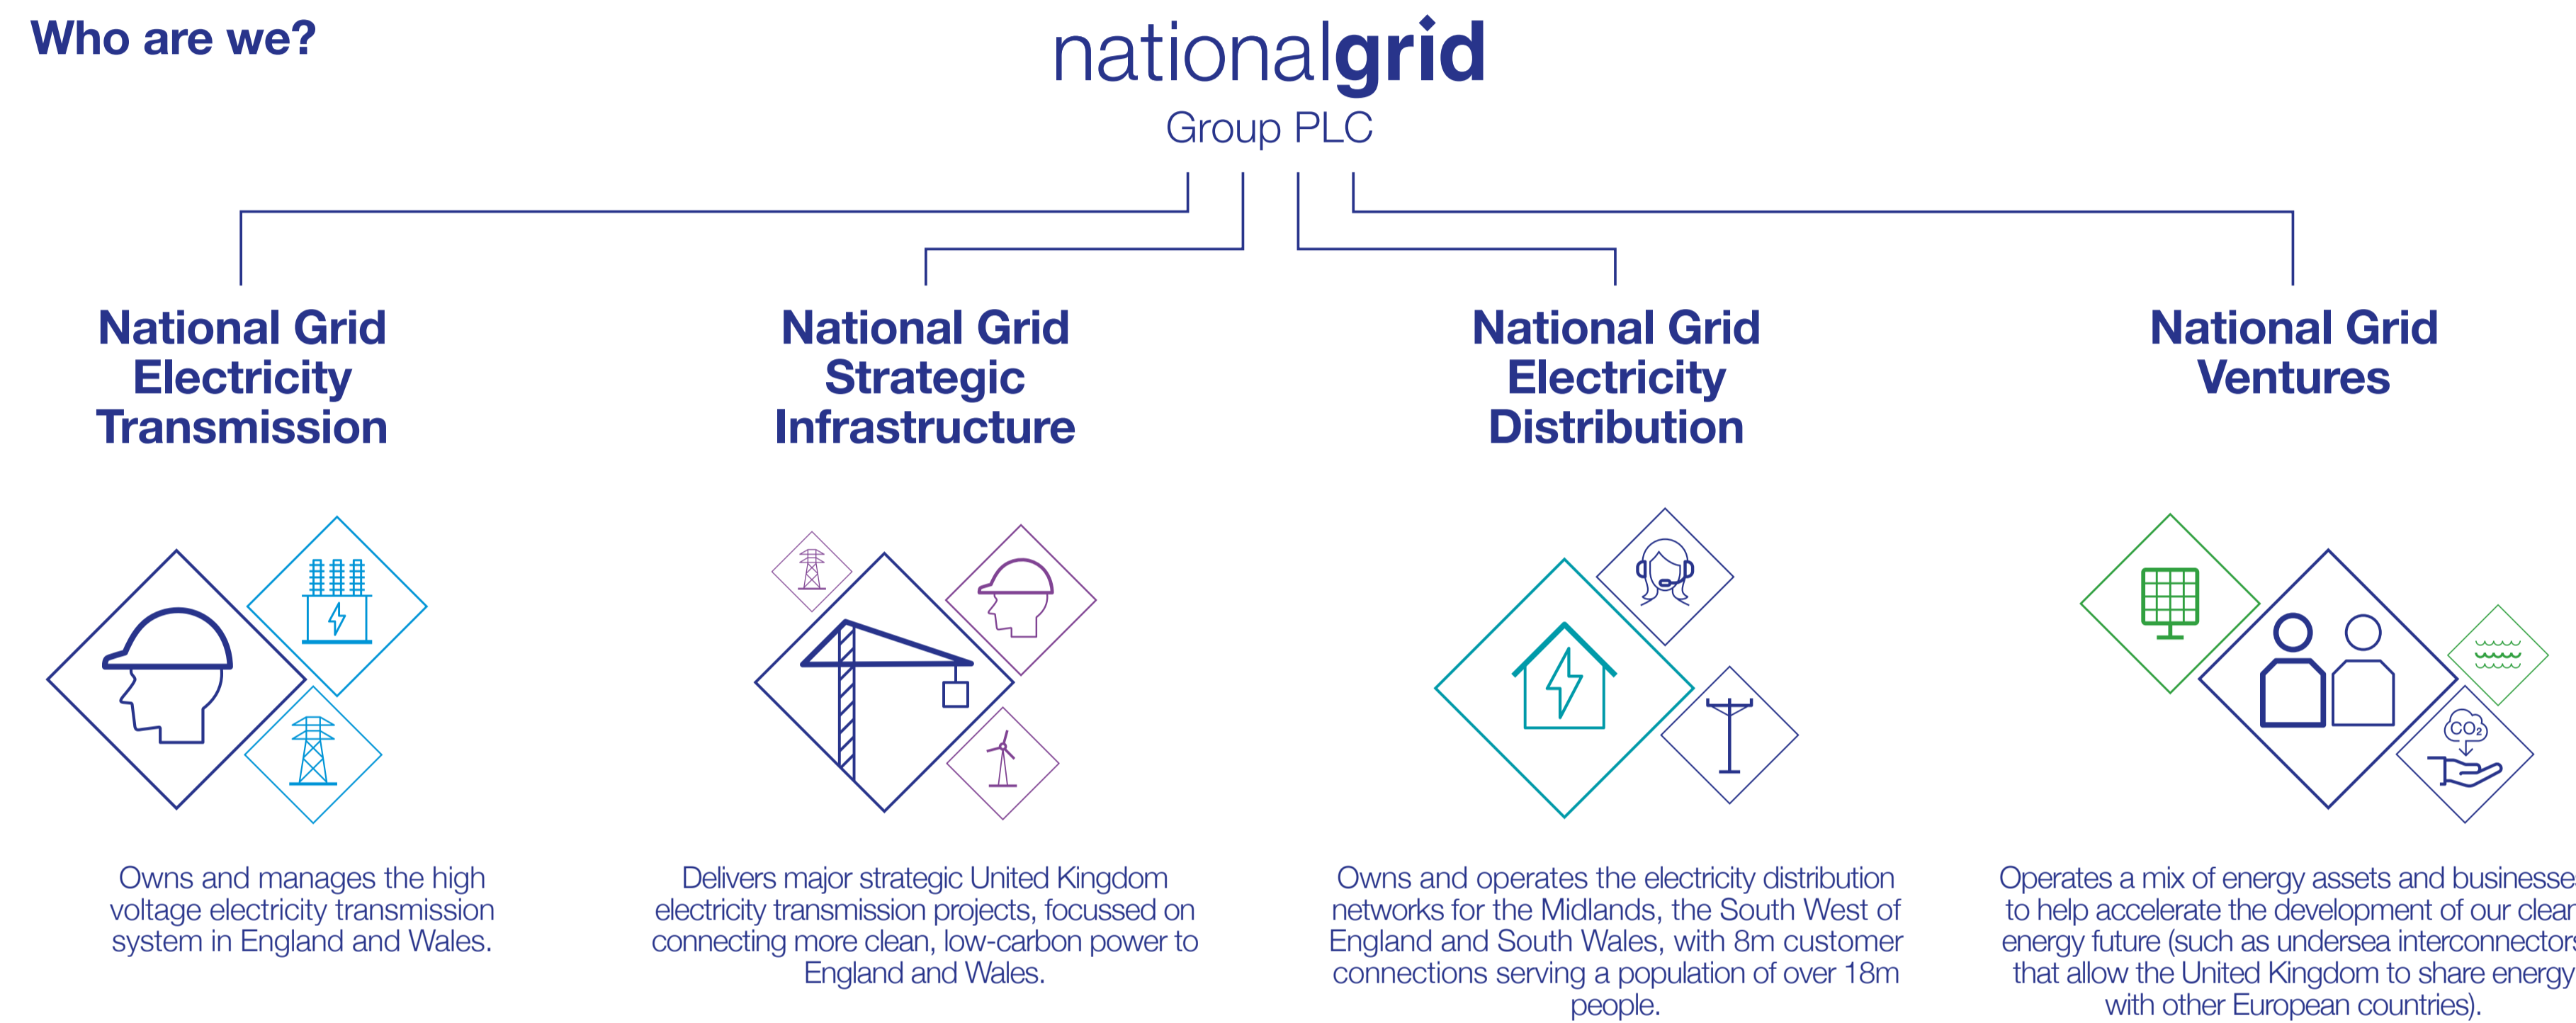 Who are we?
nationalgrid
Group PLC
National Grid
Electricity
Transmission
National Grid
Strategic
Infrastructure
National Grid
Electricity
Distribution
National Grid
Ventures
CO₂
Owns and manages the high
voltage electricity transmission
system in England and Wales.
Delivers major strategic United Kingdom
electricity transmission projects, focussed on
connecting more clean, low-carbon power to
England and Wales.
Owns and operates the electricity distribution
networks for the Midlands, the South West of
England and South Wales, with 8m customer
connections serving a population of over 18m
people.
Operates a mix of energy assets and businesse
to help accelerate the development of our clean
energy future (such as undersea interconnectors
that allow the United Kingdom to share energy
with other European countries).